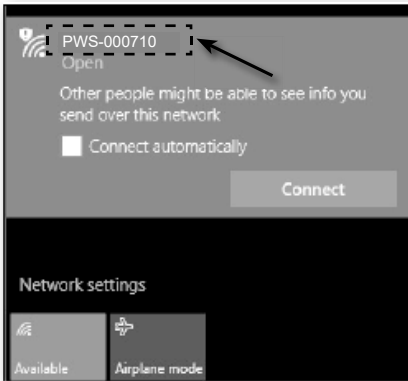 PWS-000710
Open
Other people might be able to see info you
send over this network
Connect automatically
Connect
Network settings
Available
Airplane mode